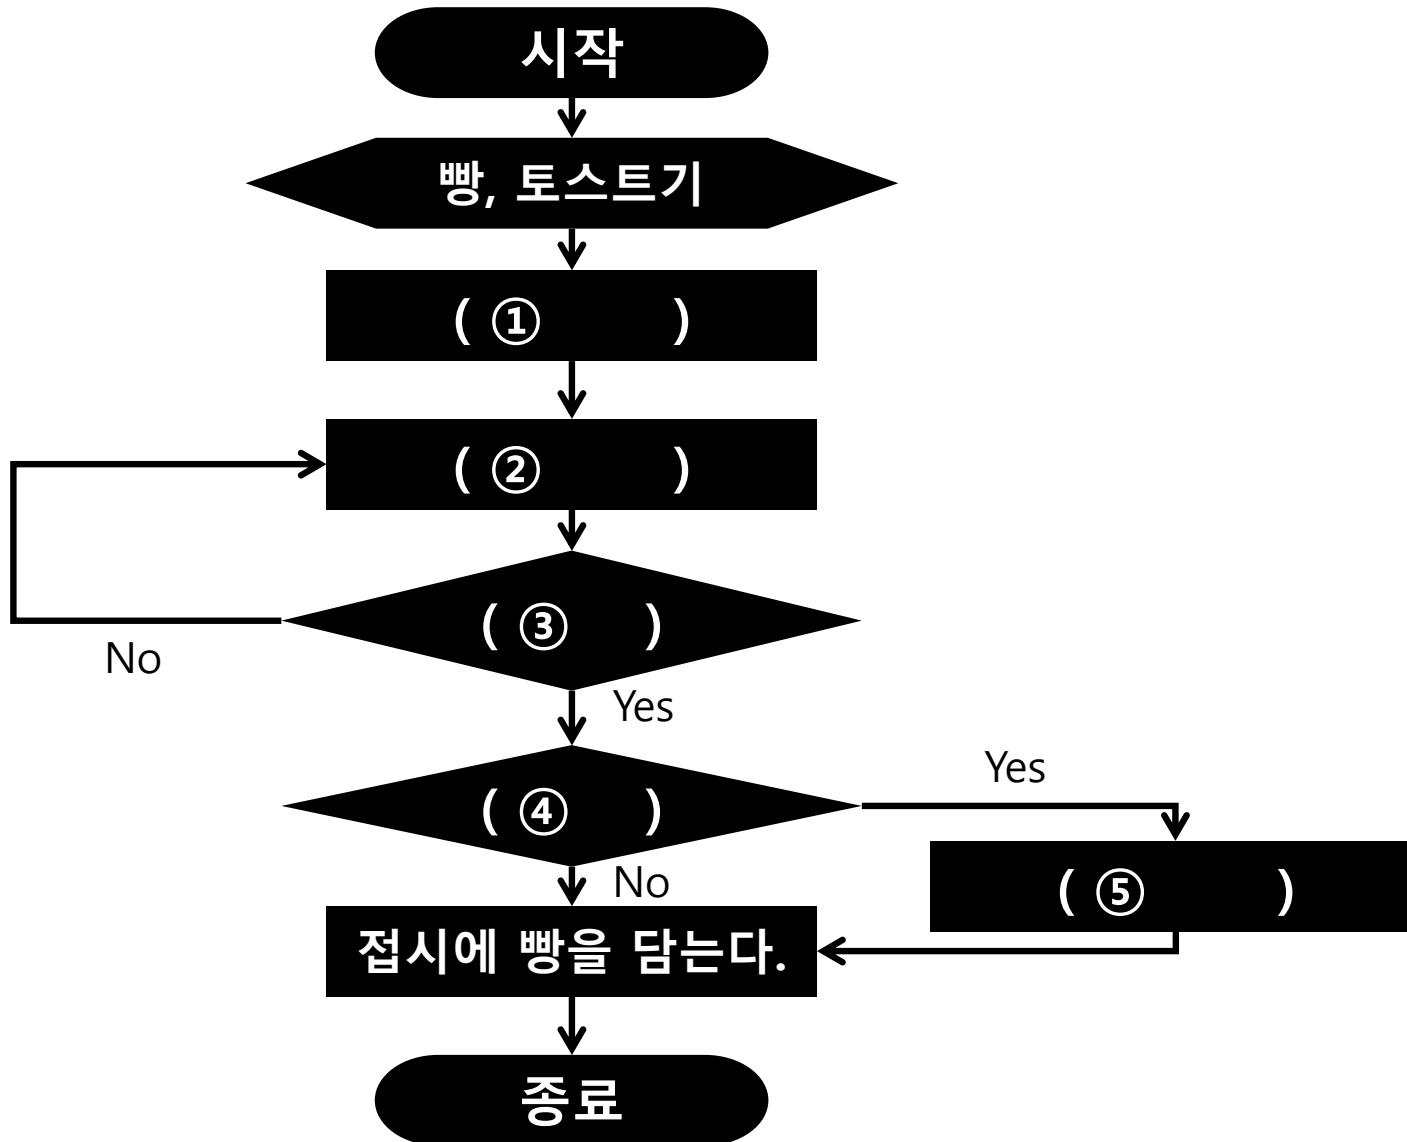 시작
빵, 토스트기
( ① )
( ② )
( ③ )
No
Yes
( ④ )
Yes
No
( ⑤ )
접시에 빵을 담는다.
종료